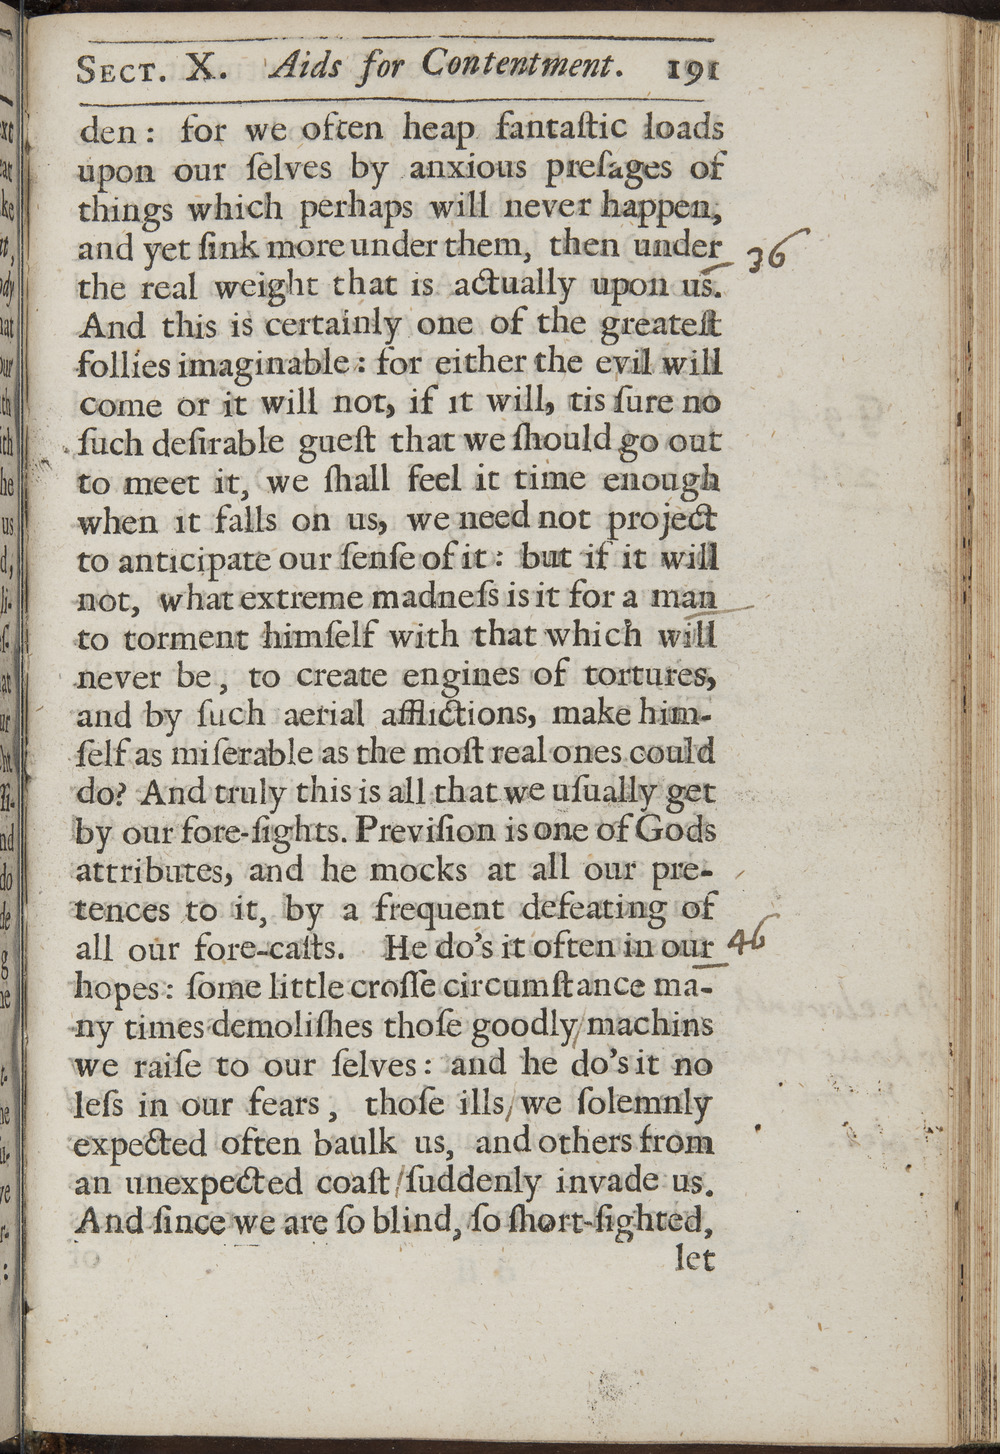 SECT. X. Aids for Contentment. 191
den: for we often heap fantaſtic loads
upon our ſelves by anxious preſages of
things which perhaps will never happen,
and yet ſink more under them, then under
36
the real weight that is actually upon us.
And this is certainly one of the greateſt
follies imaginable: for either the evil will
come or it will not, if it will, tis ſure no
ſuch deſirable gueſt that we ſhould go out
to meet it, we ſhall feel it time enough
when it falls on us, we need not project
to anticipate our ſenſe of it: but if it will
not, what extreme madneſs is it for a man
to torment himſelf with that which will
never be, to create engines of tortures,
and by ſuch aerial afflictions, make him-
ſelf as miſerable as the moſt real ones could
do? And truly this is all that we uſually get
by our fore-ſights. Previſion is one of Gods
attributes, and he mocks at all our pre-
tences to it, by a frequent defeating of
all our fore-caſts. He do's it often in our
46
hopes: ſome little croſſe circumſtance ma-
ny times demoliſhes thoſe goodly machins
we raiſe to our ſelves: and he do's it no
leſs in our fears, thoſe ills we ſolemnly
expected often baulk us, and others from
an unexpected coaſt ſuddenly invade us.
And ſince we are ſo blind, ſo ſhort-ſighted,
let